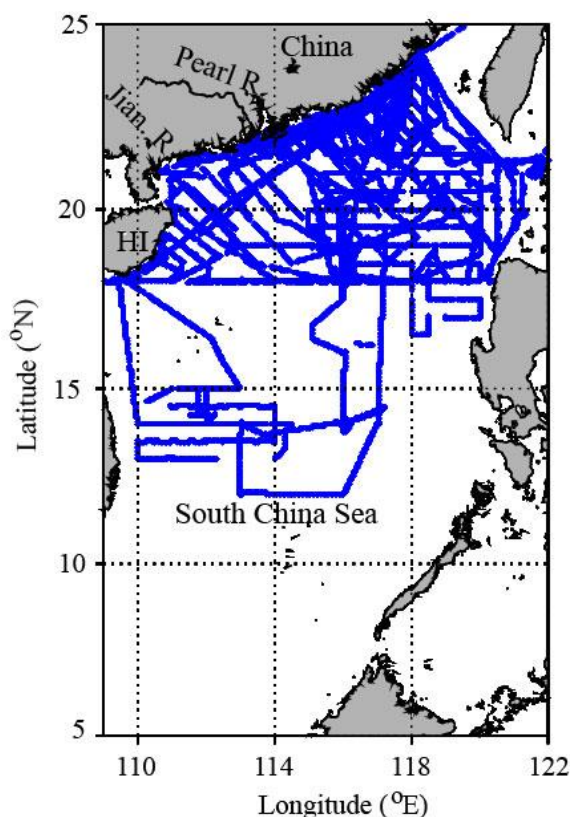 25
20
15
10
5
Latitude (°N)
China
Pearl R.
Jian. R.
HI
South China Sea
110
114
118
122
Longitude (°E)